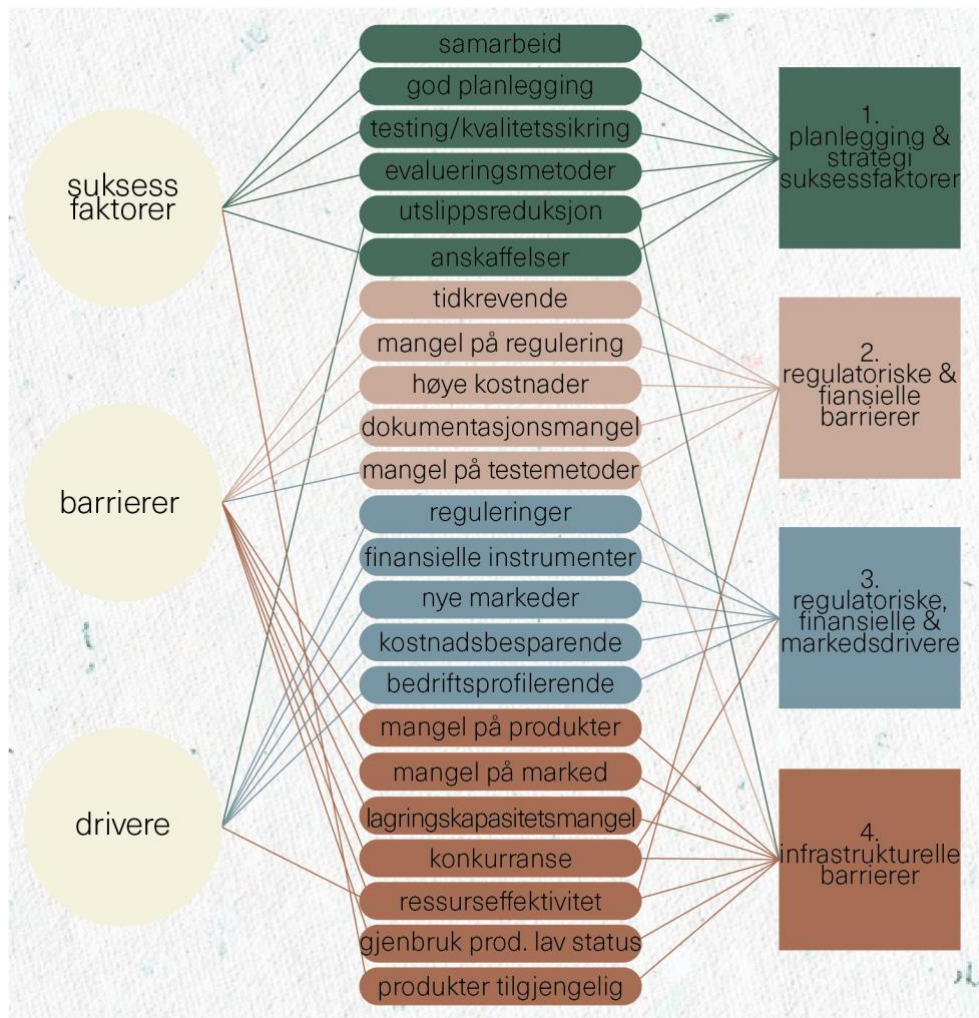 suksess
faktorer
barrierer
drivere
samarbeid
god planlegging
testing/kvalitetssikring
evalueringsmetoder
utslippsreduksjon
anskaffelser
tidkrevende
mangel på regulering
høye kostnader
dokumentasjonsmangel
mangel på testemetoder
reguleringer
finansielle instrumenter
nye markeder
kostnadsbesparende
bedriftsprofilerende
mangel på produkter
mangel på marked
lagringskapasitetsmangel
konkurranse
ressurseffektivitet
gjenbruk prod. lav status
produkter tilgjengelig
1.
planlegging &
strategi
suksessfaktorer
2.
regulatoriske &
fiansielle
barrierer
3.
regulatoriske,
finansielle &
markedsdrivere
4.
infrastrukturelle
barrierer